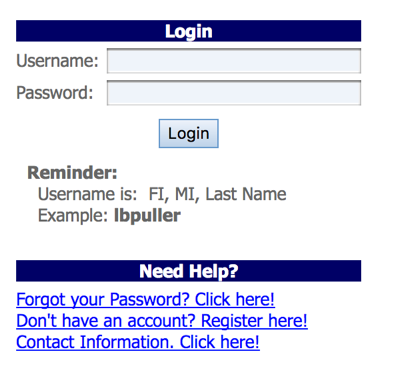 Login
Username:
Password:
Login
Reminder:
Username is: FI, MI, Last Name
Example: lbpuller
Need Help?
Forgot your Password? Click here!
Don't have an account? Register here!
Contact Information. Click here!